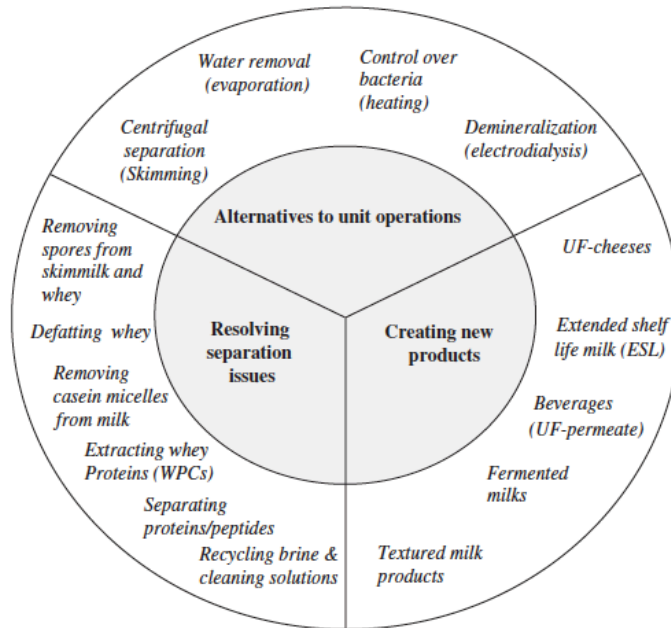 Water removal
(evaporation)
Control over
bacteria
(heating)
Centrifugal
separation
(Skimming)
Demineralization
(electrodialysis)
Alternatives to unit operations
Removing
spores from
skimmilk and
whey
Defatting whey
Removing
casein micelles
from milk
Extracting whey
Proteins (WPCs)
Separating
proteins/peptides
Recycling brine &
cleaning solutions
Resolving
separation
issues
Creating new
products
UF-cheeses
Extended shelf
life milk (ESL)
Beverages
(UF-permeate)
Fermented
milks
Textured milk
products